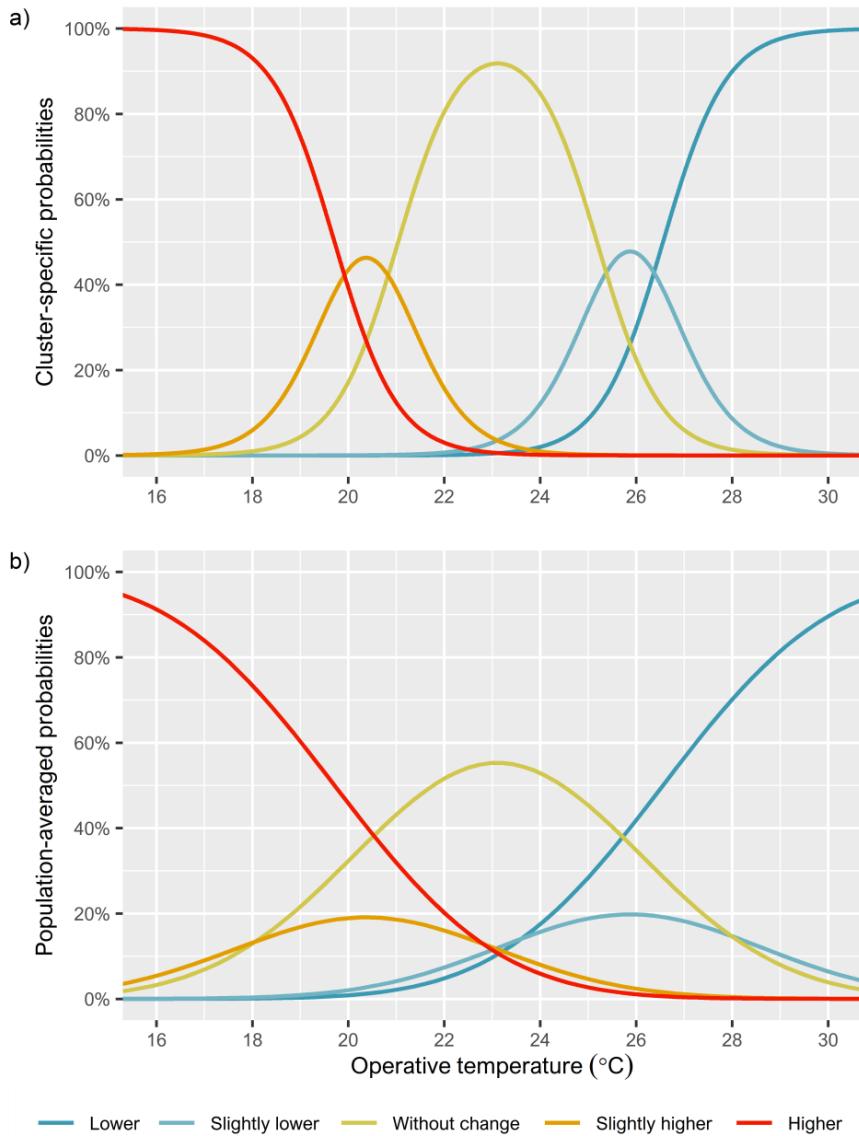 a)
100%
80%
60%
40%
20%
0%
Cluster-specific probabilities
16 18 20 22 24 26 28 30
b)
100%
80%
60%
40%
20%
0%
Population-averaged probabilities
16 18 20 22 24 26 28 30
Operative temperature (°C)
Lower Slightly lower Without change Slightly higher Higher